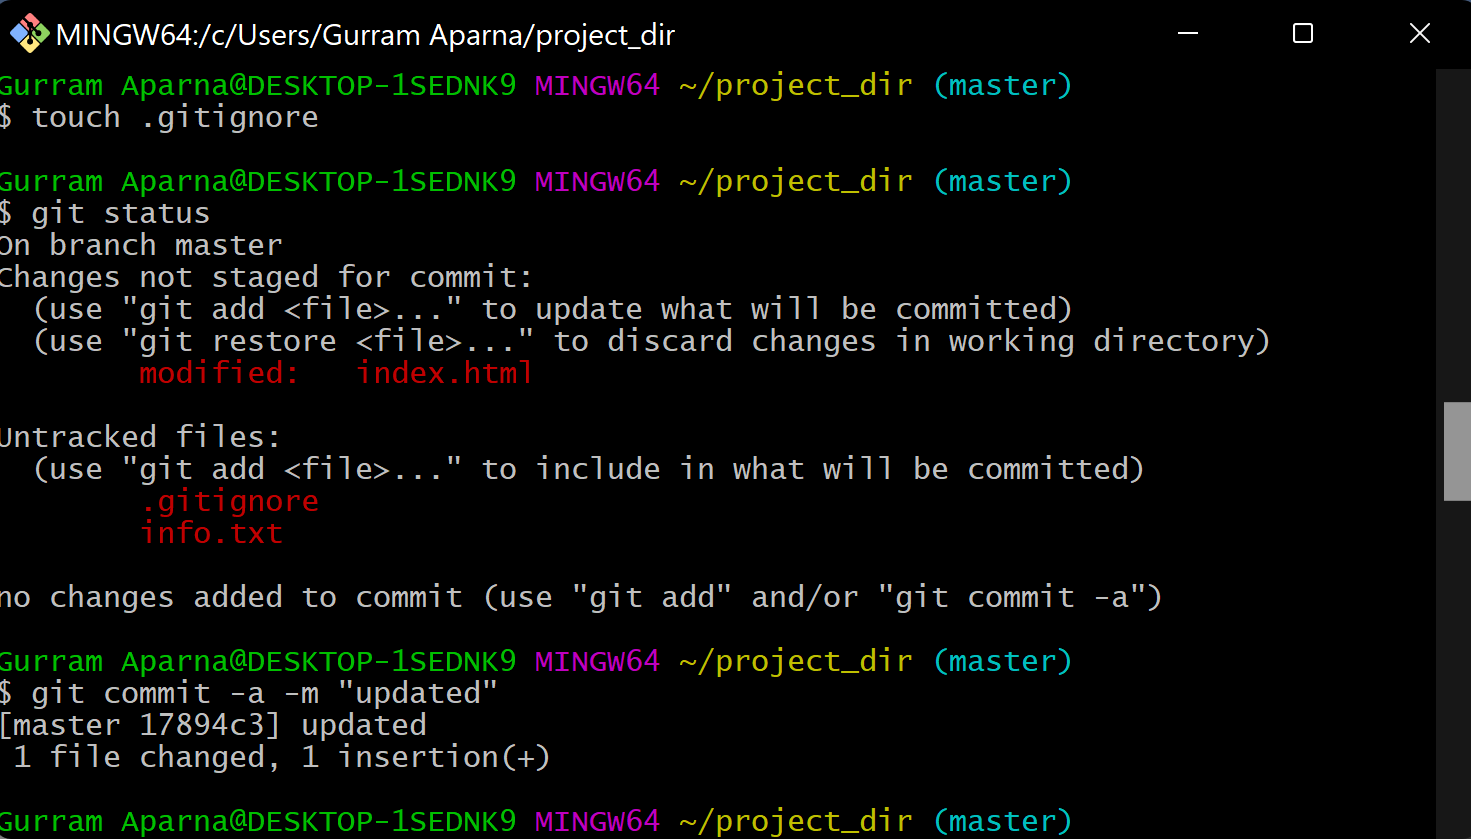 MINGW64:/c/Users/Gurram Aparna/project_dir
Gurram Aparna@DESKTOP-1SEDNK9 MINGW64 ~/project_dir (master)
$ touch .gitignore
Gurram Aparna@DESKTOP-1SEDNK9 MINGW64 ~/project_dir (master)
$ git status
On branch master
Changes not staged for commit:
  (use "git add <file>..." to update what will be committed)
  (use "git restore <file>..." to discard changes in working directory)
        modified:   index.html
Untracked files:
  (use "git add <file>..." to include in what will be committed)
        .gitignore
        info.txt
no changes added to commit (use "git add" and/or "git commit -a")
Gurram Aparna@DESKTOP-1SEDNK9 MINGW64 ~/project_dir (master)
$ git commit -a -m "updated"
[master 17894c3] updated
 1 file changed, 1 insertion(+)
Gurram Aparna@DESKTOP-1SEDNK9 MINGW64 ~/project_dir (master)